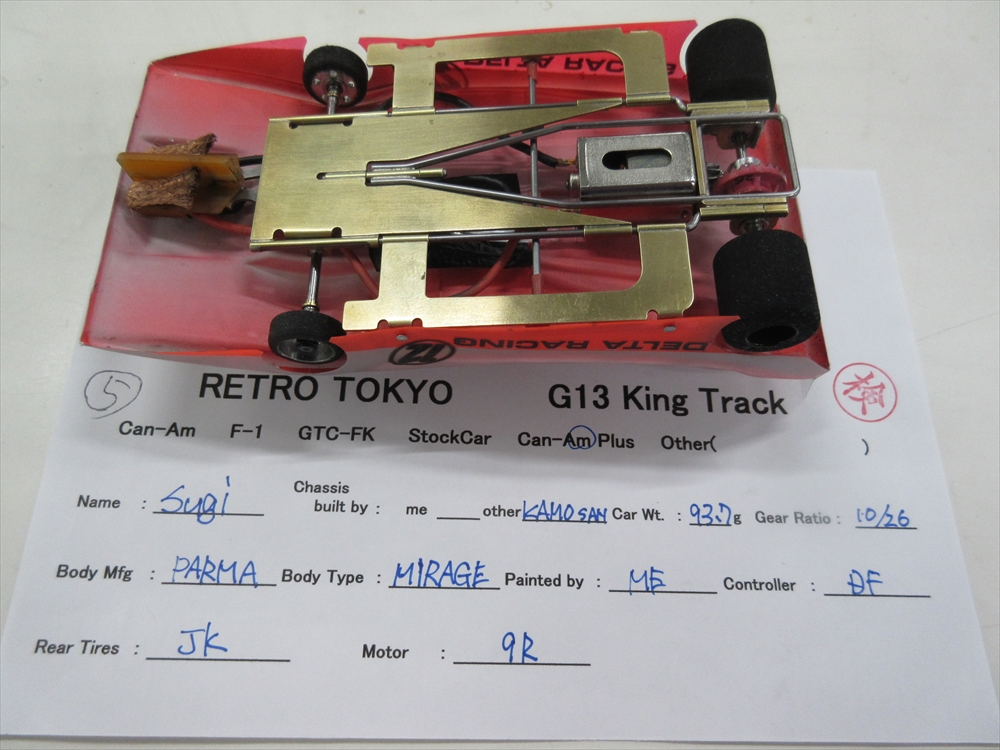 DELTA RACING
DELTA RACING
5 RETRO TOKYO G13 King Track
Can-Am F-1 GTC-FK StockCar Can-Am Plus Other( )
Name : Sugi Chassis built by : me other KAMO SAN Car Wt. : 93.7g Gear Ratio : 10/26
Body Mfg : PARMA Body Type : MIRAGE Painted by : ME Controller : DF
Rear Tires : JK Motor : 9R